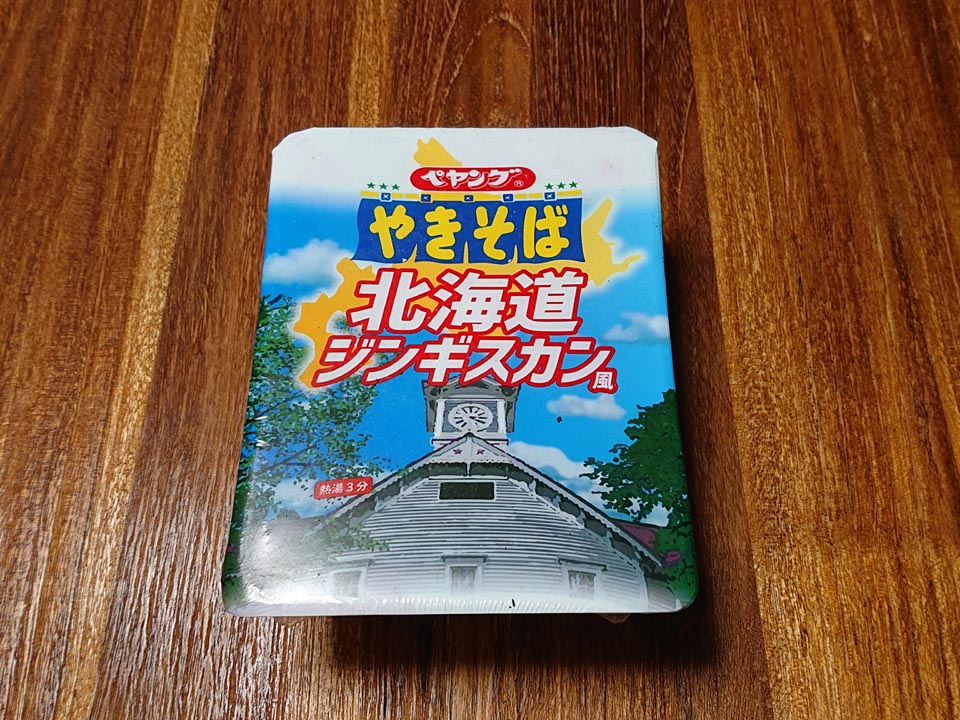 ペヤング®
やきそば
北海道
ジンギスカン風
熱湯3分